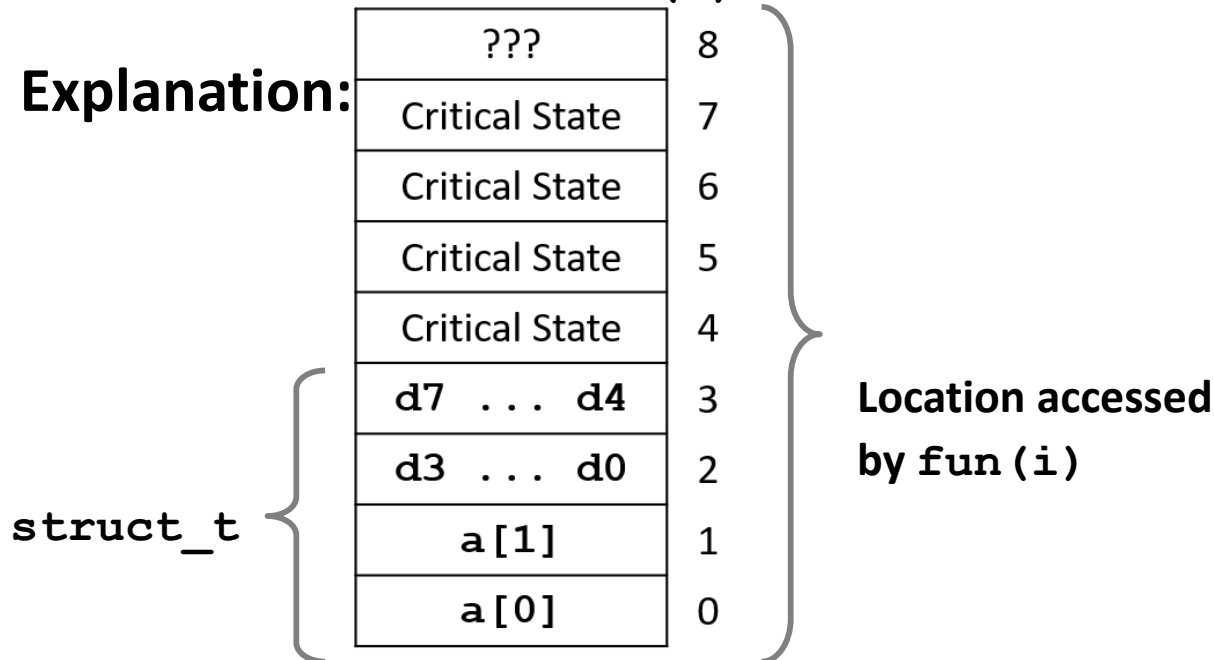 Explanation:
??? 8
Critical State 7
Critical State 6
Critical State 5
Critical State 4
d7 ... d4 3
d3 ... d0 2
a[1] 1
a[0] 0
struct_t
Location accessed
by fun(i)